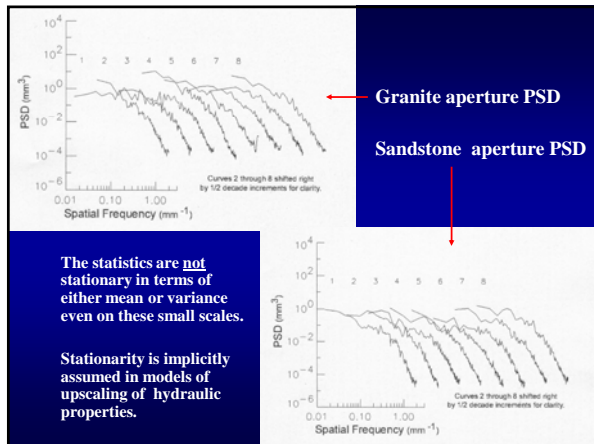 10⁴
10²
10⁰
10⁻²
10⁻⁴
10⁻⁶
PSD (mm³)
1 2 3 4 5 6 7 8
Curves 2 through 8 shifted right
by 1/2 decade increments for clarity.
0.01 0.10 1.00
Spatial Frequency (mm⁻¹)
Granite aperture PSD
Sandstone aperture PSD
The statistics are not
stationary in terms of
either mean or variance
even on these small scales.
Stationarity is implicitly
assumed in models of
upscaling of hydraulic
properties.
10⁴
10²
10⁰
10⁻²
10⁻⁴
10⁻⁶
PSD (mm³)
1 2 3 4 5 6 7 8
Curves 2 through 8 shifted right
by 1/2 decade increments for clarity.
0.01 0.10 1.00
Spatial Frequency (mm⁻¹)